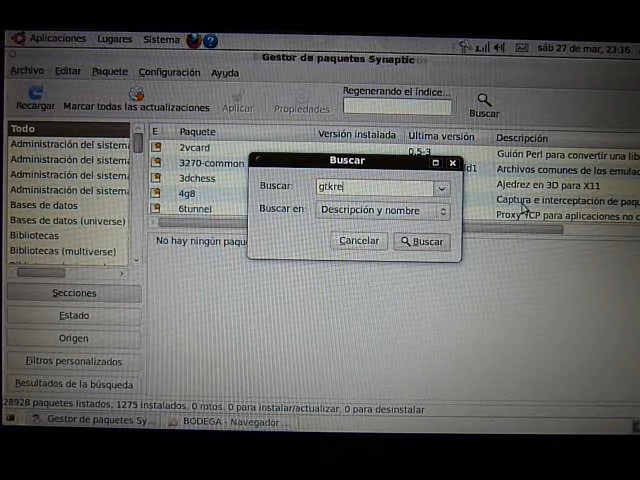 Aplicaciones Lugares Sistema sáb 27 de mar, 23:16
Gestor de paquetes Synaptic
Archivo Editar Paquete Configuración Ayuda
Recargar Marcar todas las actualizaciones Aplicar Propiedades Regenerando el índice... Buscar
Todo
Administración del sistema
Administración del sistema
Administración del sistema
Administración del sistema
Bases de datos
Bases de datos (universe)
Bibliotecas
Bibliotecas (multiverse)
E Paquete Versión instalada Última versión Descripción
2vcard 0.5-3 Guión Perl para convertir una lib
3270-common Archivos comunes de los emula
3dchess Ajedrez en 3D para X11
4g8 Captura e interceptación de paq
6tunnel Proxy TCP para aplicaciones no
Buscar
Buscar: gtkre
Buscar en: Descripción y nombre
Cancelar Buscar
No hay ningún paqu
Secciones
Estado
Origen
Filtros personalizados
Resultados de la búsqueda
28928 paquetes listados, 1275 instalados, 0 rotos. 0 para instalar/actualizar, 0 para desinstalar
Gestor de paquetes Sy... BODEGA - Navegador ...